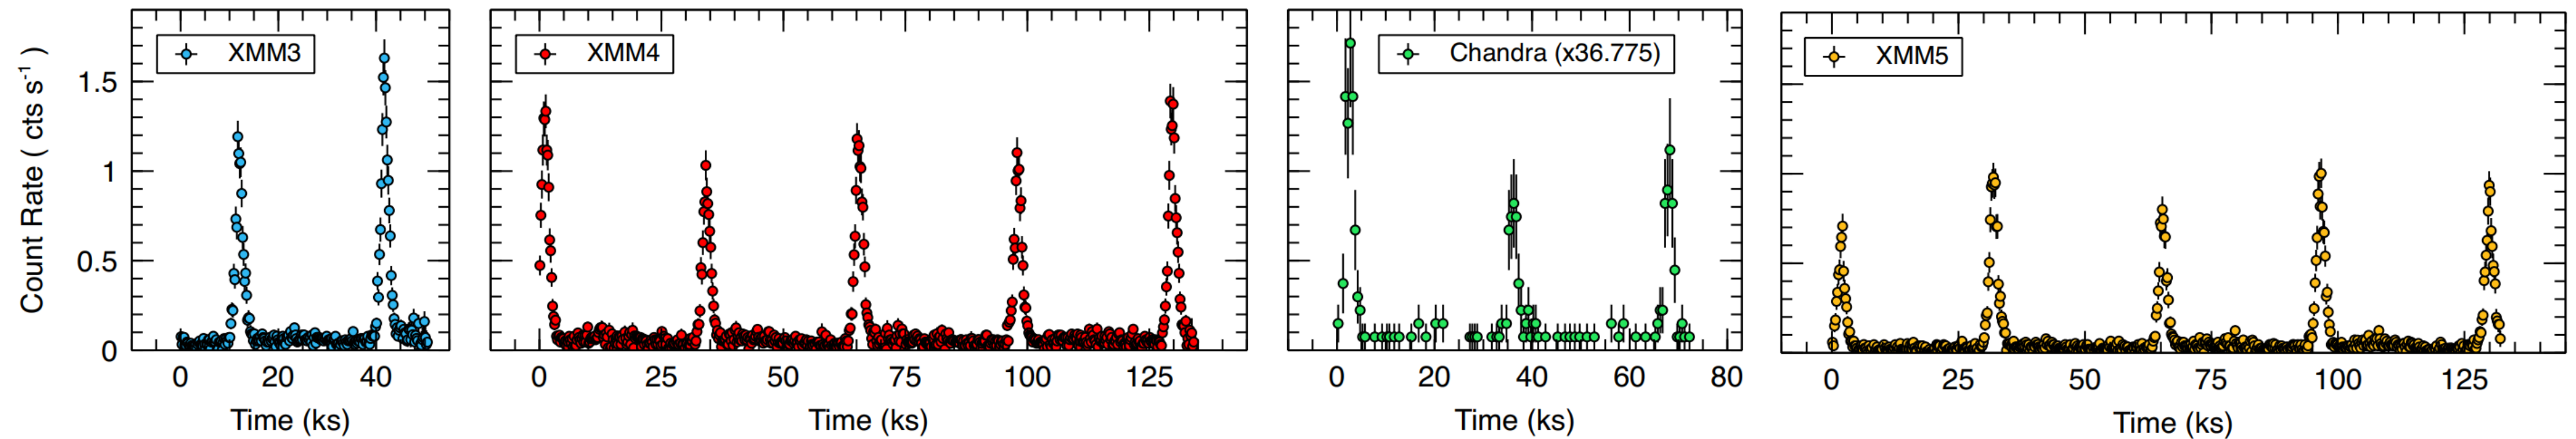 Count Rate ( cts s-1 )
0
0.5
1
1.5
XMM3
0 20 40
Time (ks)
XMM4
0 25 50 75 100 125
Time (ks)
Chandra (x36.775)
0 20 40 60 80
Time (ks)
XMM5
0 25 50 75 100 125
Time (ks)